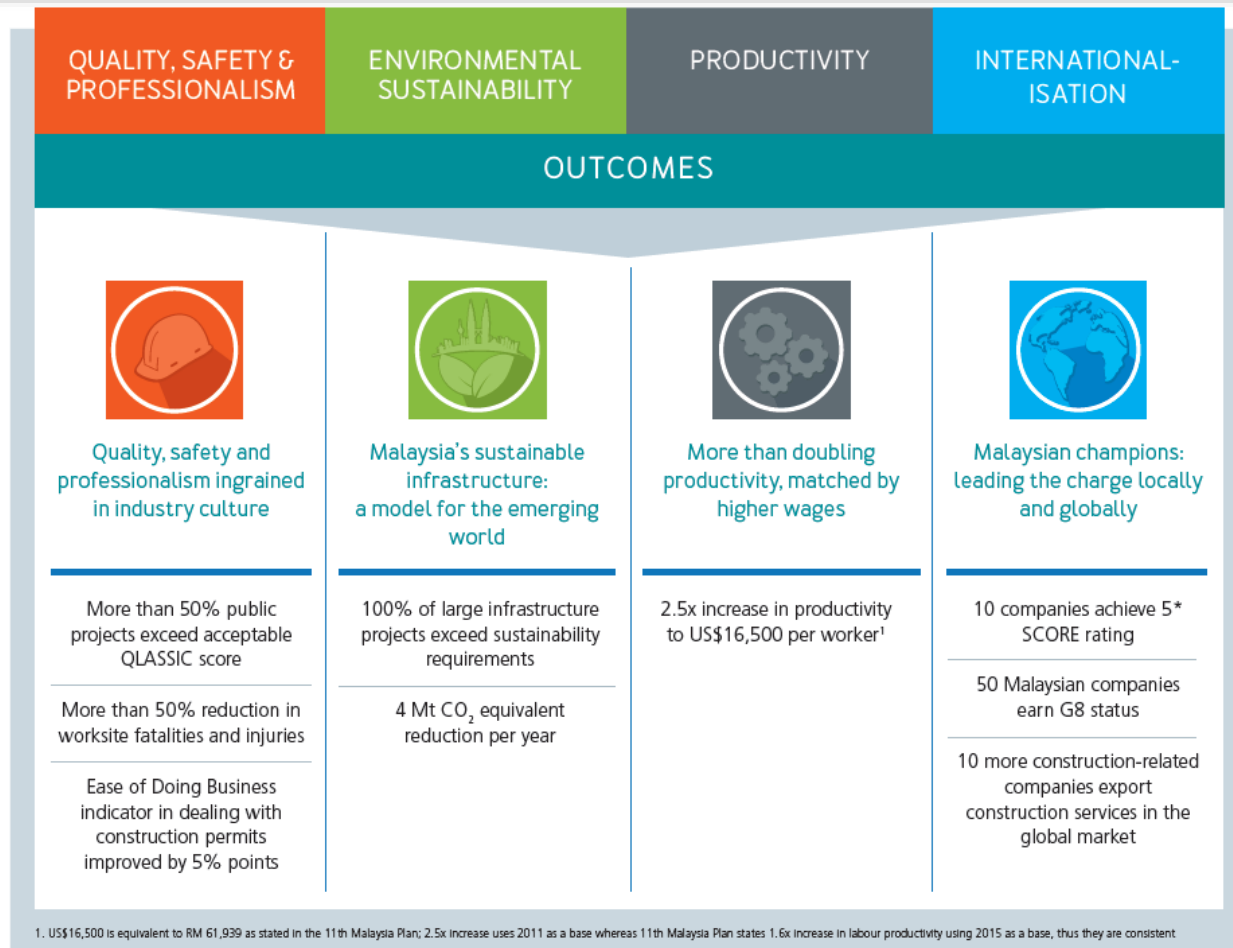 QUALITY, SAFETY &
PROFESSIONALISM
ENVIRONMENTAL
SUSTAINABILITY
PRODUCTIVITY
INTERNATIONAL-
ISATION
OUTCOMES
Quality, safety and
professionalism ingrained
in industry culture
More than 50% public
projects exceed acceptable
QLASSIC score
More than 50% reduction in
worksite fatalities and injuries
Ease of Doing Business
indicator in dealing with
construction permits
improved by 5% points
Malaysia’s sustainable
infrastructure:
a model for the emerging
world
100% of large infrastructure
projects exceed sustainability
requirements
4 Mt CO₂ equivalent
reduction per year
More than doubling
productivity, matched by
higher wages
2.5x increase in productivity
to US$16,500 per worker¹
Malaysian champions:
leading the charge locally
and globally
10 companies achieve 5*
SCORE rating
50 Malaysian companies
earn G8 status
10 more construction-related
companies export
construction services in the
global market
1. US$16,500 is equivalent to RM 61,939 as stated in the 11th Malaysia Plan; 2.5x increase uses 2011 as a base whereas 11th Malaysia Plan states 1.6x increase in labour productivity using 2015 as a base, thus they are consistent